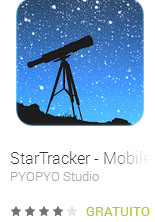 StarTracker - Mobile
PYOPYO Studio
GRATUITO